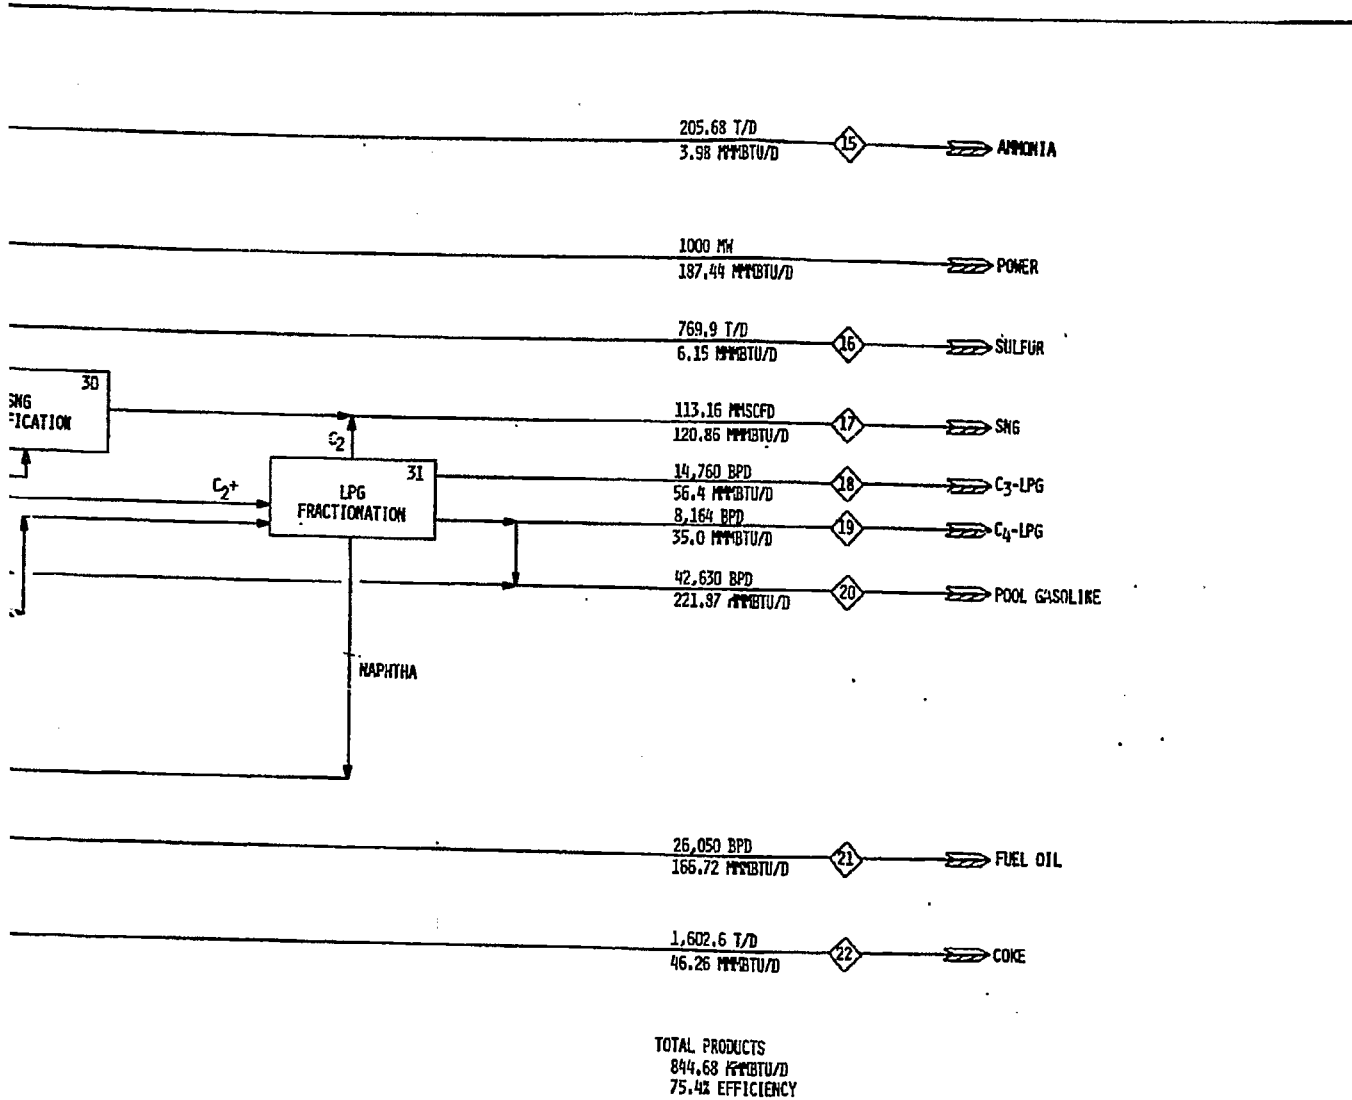 205.68 T/D
3.98 MMMBTU/D
15
AMMONIA
1000 MW
187.44 MMMBTU/D
POWER
769.9 T/D
6.15 MMMBTU/D
16
SULFUR
30
SNG
FICATION
113.16 MMSCFD
120.86 MMMBTU/D
17
SNG
C2
31
LPG
FRACTIONATION
C2+
14,760 BPD
56.4 MMMBTU/D
18
C3-LPG
8,164 BPD
35.0 MMMBTU/D
19
C4-LPG
42,630 BPD
221.87 MMMBTU/D
20
POOL GASOLINE
NAPHTHA
26,050 BPD
166.72 MMMBTU/D
21
FUEL OIL
1,602.6 T/D
46.26 MMMBTU/D
22
COKE
TOTAL PRODUCTS
844.68 MMMBTU/D
75.4% EFFICIENCY